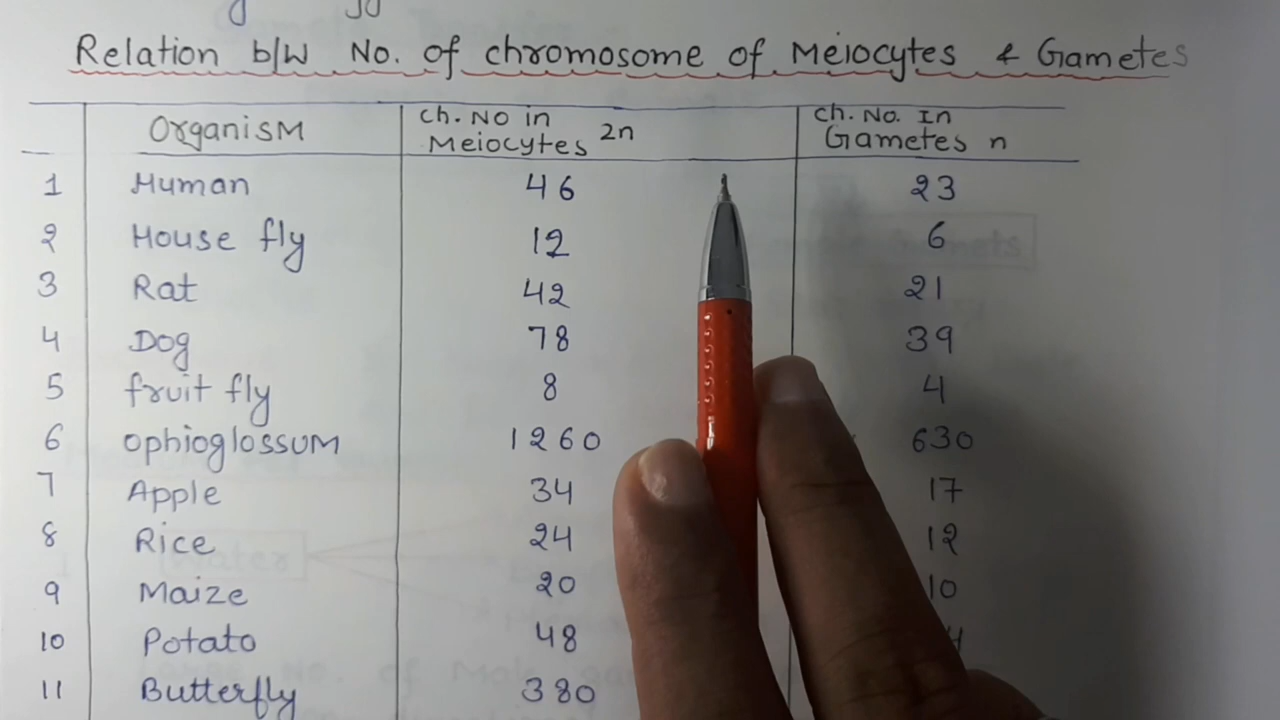 Relation b/w No. of chromosome of Meiocytes & Gametes
Organism Ch. No in Meiocytes 2n Ch. No. In Gametes n
1 Human 46 23
2 House fly 12 6
3 Rat 42 21
4 Dog 78 39
5 fruit fly 8 4
6 Ophioglossum 1260 630
7 Apple 34 17
8 Rice 24 12
9 Maize 20 10
10 Potato 48
11 Butterfly 380